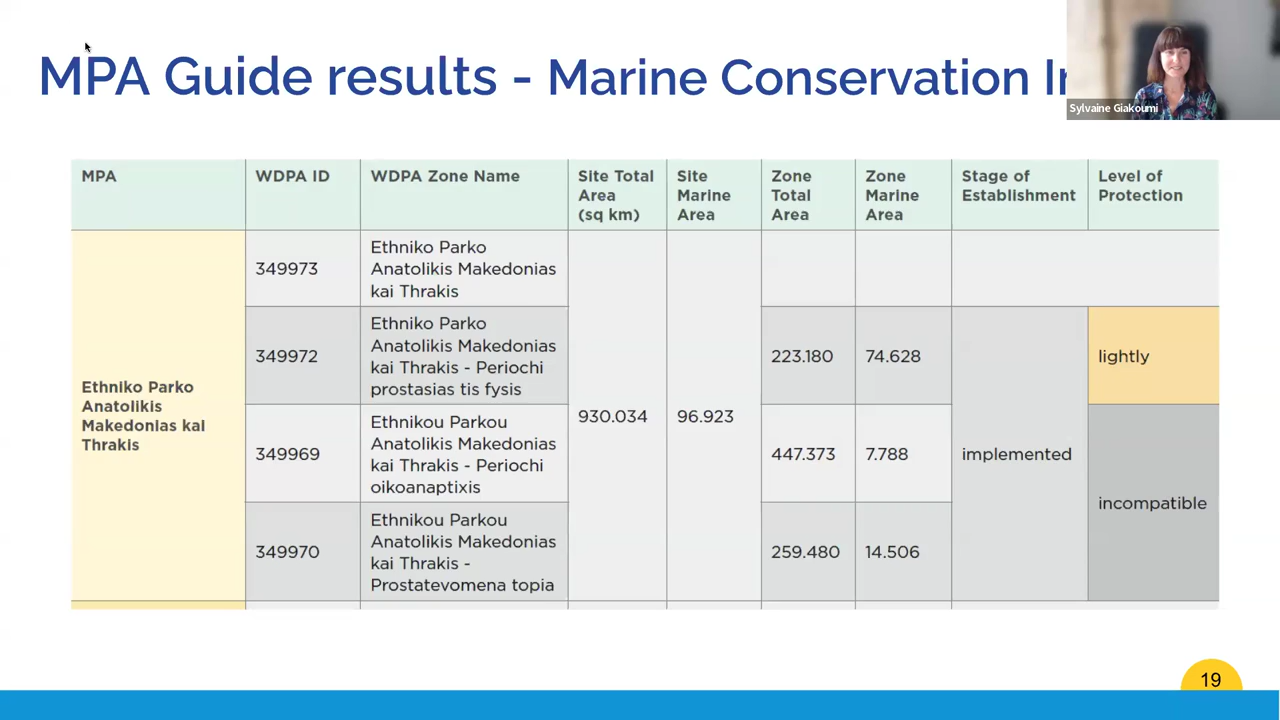 MPA Guide results - Marine Conservation
Sylvaine Giakoumi
MPA
WDPA ID
WDPA Zone Name
Site Total
Area
(sq km)
Site
Marine
Area
Zone
Total
Area
Zone
Marine
Area
Stage of
Establishment
Level of
Protection
Ethniko Parko
Anatolikis
Makedonias kai
Thrakis
349973
Ethniko Parko
Anatolikis Makedonias
kai Thrakis
349972
Ethniko Parko
Anatolikis Makedonias
kai Thrakis - Periochi
prostasias tis fysis
349969
Ethnikou Parkou
Anatolikis Makedonias
kai Thrakis - Periochi
oikoanaptixis
349970
Ethnikou Parkou
Anatolikis Makedonias
kai Thrakis -
Prostatevomena topia
930.034
96.923
223.180
74.628
447.373
7.788
259.480
14.506
implemented
lightly
incompatible
19